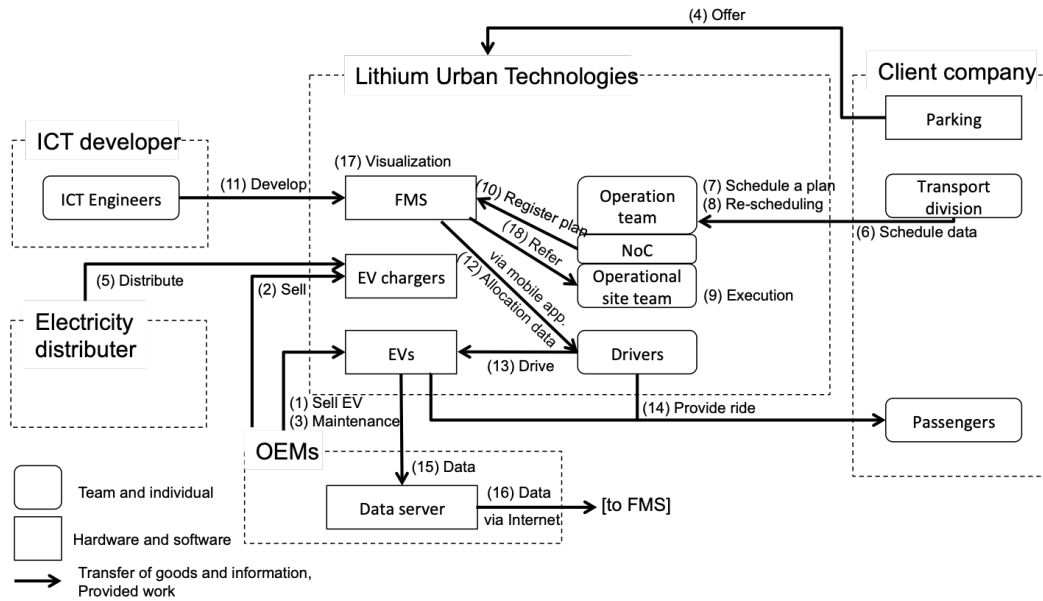 (4) Offer
Lithium Urban Technologies
Client company
Parking
ICT developer
(17) Visualization
ICT Engineers
(11) Develop
FMS
(10) Register plan
Operation
team
(7) Schedule a plan
(8) Re-scheduling
Transport
division
(6) Schedule data
NoC
(18) Refer
(5) Distribute
(2) Sell
EV chargers
via mobile app.
(12) Allocation data
Operational
site team
(9) Execution
Electricity
distributer
EVs
(13) Drive
Drivers
(1) Sell EV
(3) Maintenance
(14) Provide ride
Passengers
OEMs
(15) Data
Data server
(16) Data
via Internet
[to FMS]
Team and individual
Hardware and software
Transfer of goods and information,
Provided work